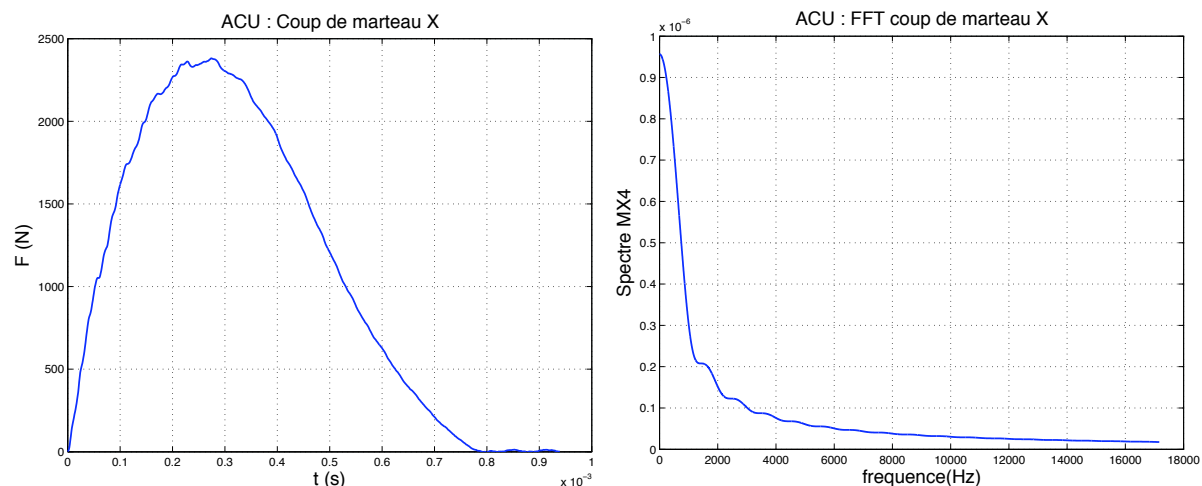 ACU : Coup de marteau X
2500
2000
1500
1000
500
0
0 0.1 0.2 0.3 0.4 0.5 0.6 0.7 0.8 0.9 1
x 10⁻³
F (N)
t (s)
ACU : FFT coup de marteau X
x 10⁻⁶
1
0.9
0.8
0.7
0.6
0.5
0.4
0.3
0.2
0.1
0
0 2000 4000 6000 8000 10000 12000 14000 16000 18000
Spectre MX4
frequence(Hz)